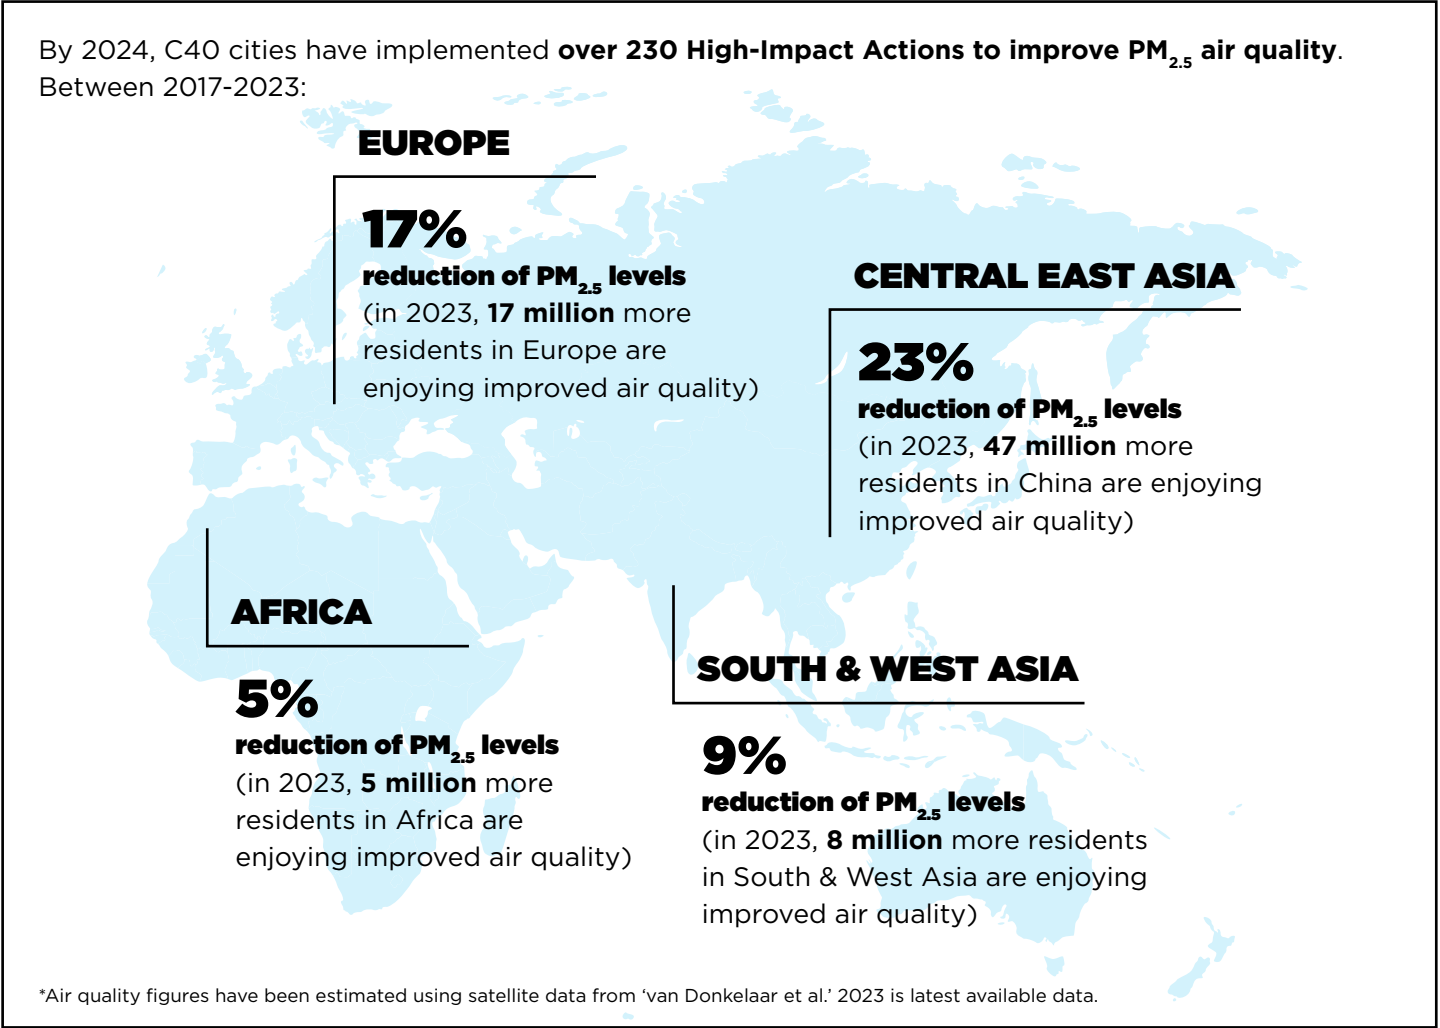 By 2024, C40 cities have implemented over 230 High-Impact Actions to improve PM2.5 air quality.
Between 2017-2023:
EUROPE
17%
reduction of PM2.5 levels
(in 2023, 17 million more
residents in Europe are
enjoying improved air quality)
CENTRAL EAST ASIA
23%
reduction of PM2.5 levels
(in 2023, 47 million more
residents in China are enjoying
improved air quality)
AFRICA
5%
reduction of PM2.5 levels
(in 2023, 5 million more
residents in Africa are
enjoying improved air quality)
SOUTH & WEST ASIA
9%
reduction of PM2.5 levels
(in 2023, 8 million more residents
in South & West Asia are enjoying
improved air quality)
*Air quality figures have been estimated using satellite data from ‘van Donkelaar et al.’ 2023 is latest available data.